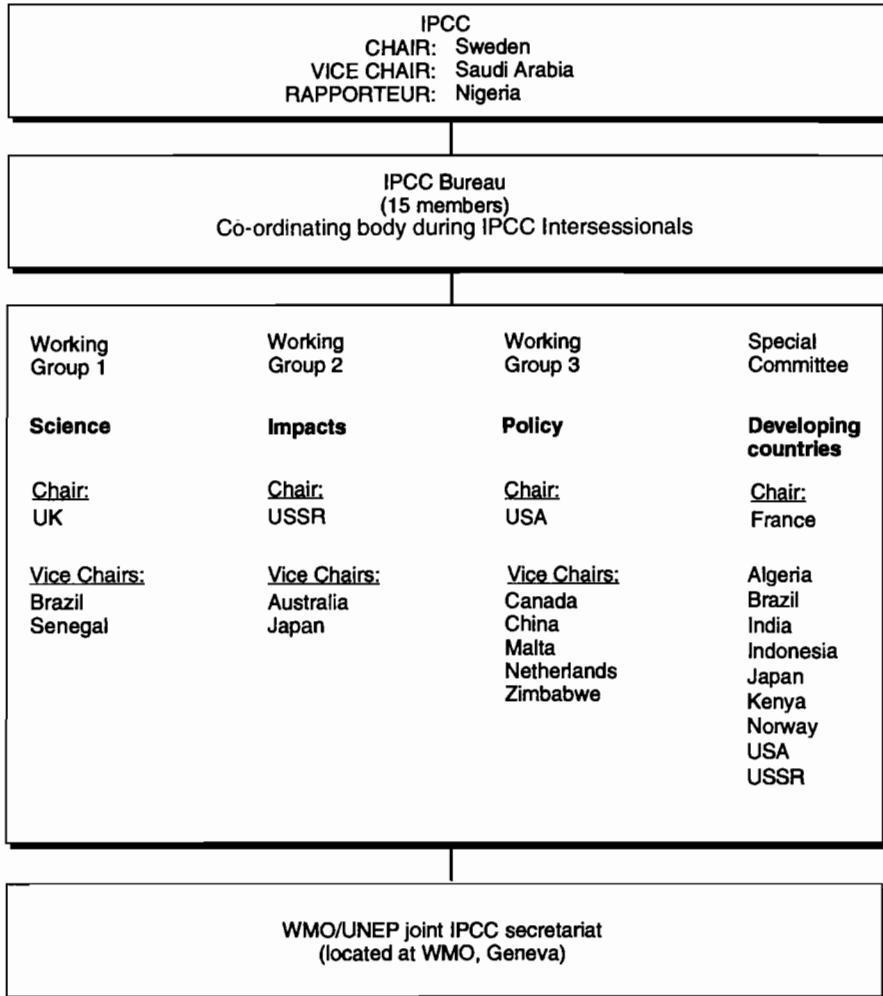 IPCC
CHAIR: Sweden
VICE CHAIR: Saudi Arabia
RAPPORTEUR: Nigeria
IPCC Bureau
(15 members)
Co-ordinating body during IPCC Intersessionals
Working
Group 1
Science
Chair:
UK
Vice Chairs:
Brazil
Senegal
Working
Group 2
Impacts
Chair:
USSR
Vice Chairs:
Australia
Japan
Working
Group 3
Policy
Chair:
USA
Vice Chairs:
Canada
China
Malta
Netherlands
Zimbabwe
Special
Committee
Developing
countries
Chair:
France
Algeria
Brazil
India
Indonesia
Japan
Kenya
Norway
USA
USSR
WMO/UNEP joint IPCC secretariat
(located at WMO, Geneva)